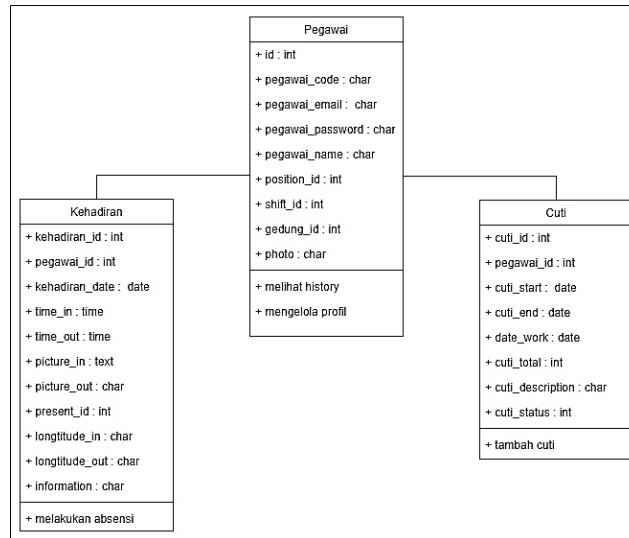 Pegawai
+ id : int
+ pegawai_code : char
+ pegawai_email : char
+ pegawai_password : char
+ pegawai_name : char
+ position_id : int
+ shift_id : int
+ gedung_id : int
+ photo : char
+ melihat history
+ mengelola profil
Kehadiran
+ kehadiran_id : int
+ pegawai_id : int
+ kehadiran_date : date
+ time_in : time
+ time_out : time
+ picture_in : text
+ picture_out : char
+ present_id : int
+ longtitude_in : char
+ longtitude_out : char
+ information : char
+ melakukan absensi
Cuti
+ cuti_id : int
+ pegawai_id : int
+ cuti_start : date
+ cuti_end : date
+ date_work : date
+ cuti_total : int
+ cuti_description : char
+ cuti_status : int
+ tambah cuti